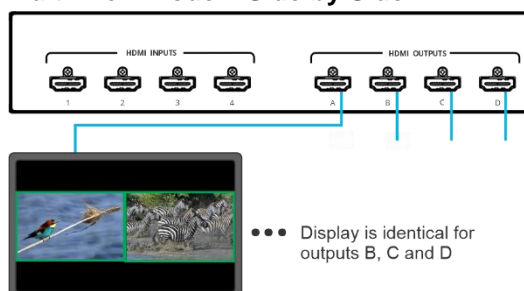 HDMI INPUTS
HDMI OUTPUTS
1 2 3 4 A B C D
Display is identical for
outputs B, C and D